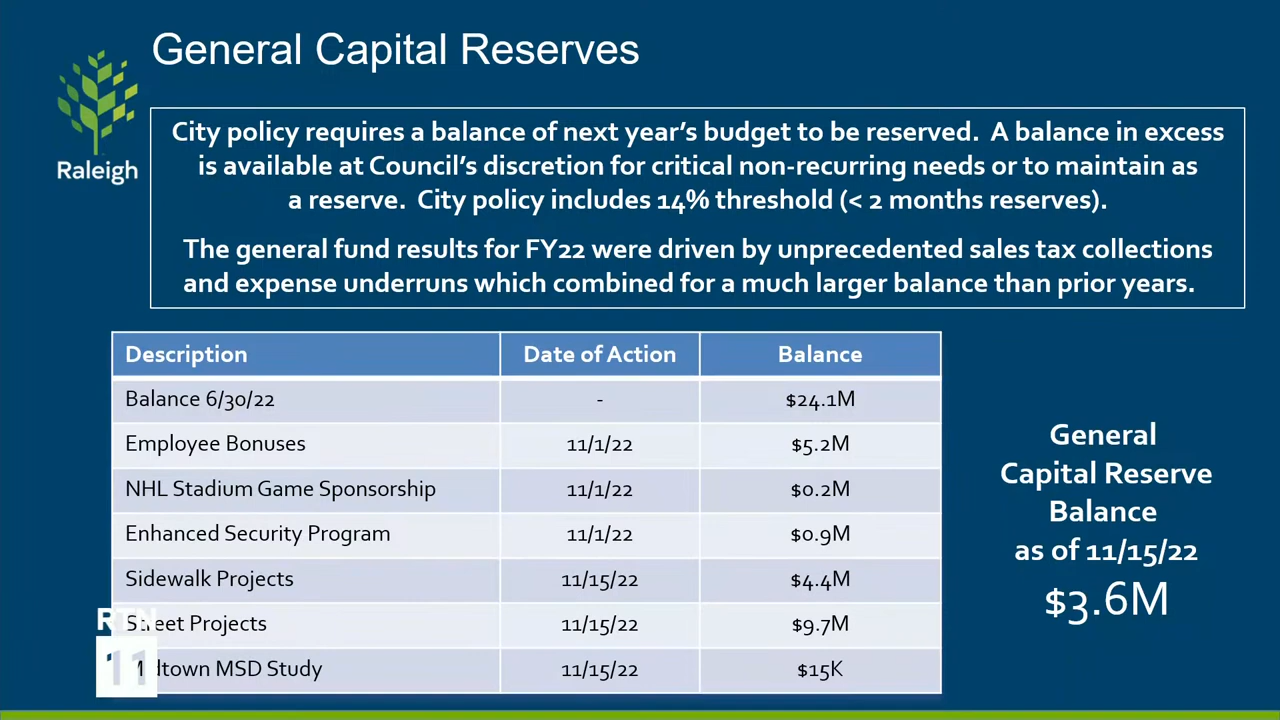 General Capital Reserves
Raleigh
City policy requires a balance of next year's budget to be reserved. A balance in excess
is available at Council's discretion for critical non-recurring needs or to maintain as
a reserve. City policy includes 14% threshold (< 2 months reserves).
The general fund results for FY22 were driven by unprecedented sales tax collections
and expense underruns which combined for a much larger balance than prior years.
Description Date of Action Balance
Balance 6/30/22 - $24.1M
Employee Bonuses 11/1/22 $5.2M
NHL Stadium Game Sponsorship 11/1/22 $0.2M
Enhanced Security Program 11/1/22 $0.9M
Sidewalk Projects 11/15/22 $4.4M
Street Projects 11/15/22 $9.7M
Midtown MSD Study 11/15/22 $15K
General
Capital Reserve
Balance
as of 11/15/22
$3.6M
RTN
11